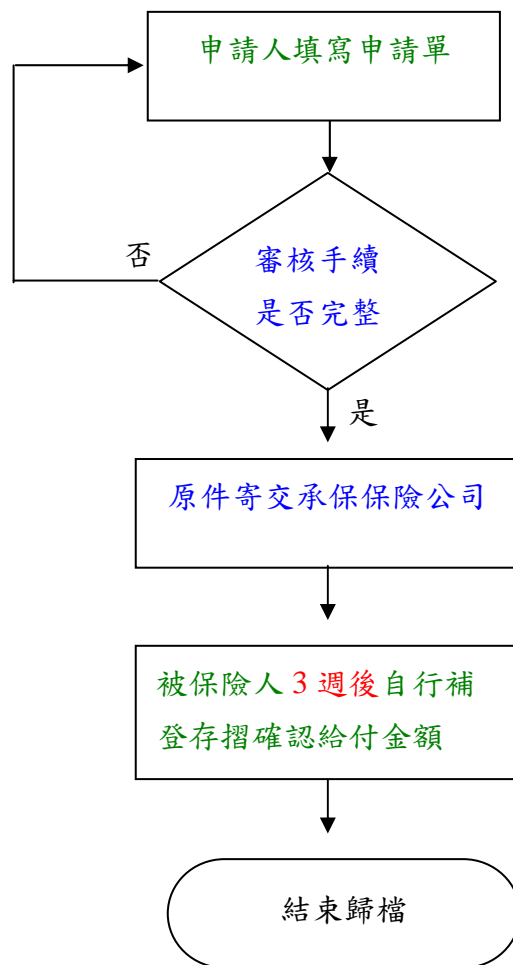 申請人填寫申請單
否
審核手續
是否完整
是
原件寄交承保保險公司
被保險人3週後自行補
登存摺確認給付金額
結束歸檔